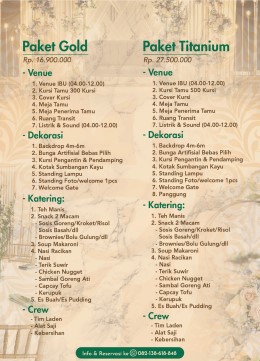 Paket Gold
Rp. 16.900.000
- Venue
1. Venue IBU (04.00-12.00)
2. Kursi Tamu 300 Kursi
3. Cover Kursi
4. Meja Tamu
5. Meja Penerima Tamu
6. Ruang Transit
7. Listrik & Sound (04.00-12.00)
- Dekorasi
1. Backdrop 4m-6m
2. Bunga Artifisial Bebas Pilih
3. Kursi Pengantin & Pendamping
4. Kotak Sumbangan Kayu
5. Standing Lampu
6. Standing Foto/welcome 1pcs
7. Welcome Gate
- Katering:
1. Teh Manis
2. Snack 2 Macam
- Sosis Goreng/Kroket/Risol
Sosis Basah/dll
- Brownies/Bolu Gulung/dll
3. Soup Makaroni
4. Nasi Racikan
- Nasi
- Terik Suwir
- Chicken Nugget
- Sambal Goreng Ati
- Capcay
- Kerupuk
5. Es Buah/Es Pudding
- Crew
- Tim Laden
- Alat Saji
- Kebersihan
Paket Titanium
Rp. 27.500.000
- Venue
1. Venue IBU (04.00-12.00)
2. Kursi Tamu 500 Kursi
3. Cover Kursi
4. Meja Tamu
5. Meja Penerima Tamu
6. Ruang Transit
7. Listrik & Sound (04.00-12.00)
- Dekorasi
1. Backdrop 4m-6m
2. Bunga Artifisial Bebas Pilih
3. Kursi Pengantin & Pendamping
4. Kotak Sumbangan Kayu
5. Standing Lampu
6. Standing Foto/welcome 1pcs
7. Welcome Gate
8. Panggung
- Katering:
1. Teh Manis
2. Snack 2 Macam
- Sosis Goreng/Kroket/Risol
Sosis Basah/dll
- Brownies/Bolu Gulung/dll
3. Soup Makaroni
4. Nasi Racikan
- Nasi
- Terik Suwir
- Chicken Nugget
- Sambal Goreng Ati
- Capcay
- Kerupuk
5. Es Buah/Es Pudding
- Crew
- Tim Laden
- Alat Saji
- Kebersihan
Info & Reservasi ke 089-138-618-848